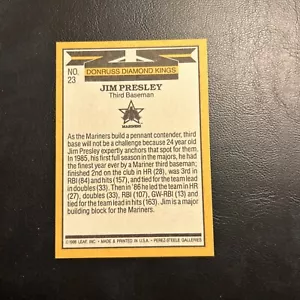 NO.
23
DONRUSS DIAMOND KINGS
JIM PRESLEY
Third Baseman
MARINERS
As the Mariners build a pennant contender, third
base will not be a challenge because 24 year old
Jim Presley expertly anchors that spot for them.
In 1985, his first full season in the majors, he had
the finest year ever by a Mariner third baseman;
finished 2nd on the club in HR (28), was 3rd in
RBI (84) and hits (157), and tied for the team lead
in doubles (33). Then in '86 he led the team in HR
(27), doubles (33), RBI (107), GW-RBI (13) and
tied for the team lead in hits (163). Jim is a major
building block for the Mariners.
©1986 LEAF, INC. • MADE & PRINTED IN U.S.A. • PEREZ-STEELE GALLERIES